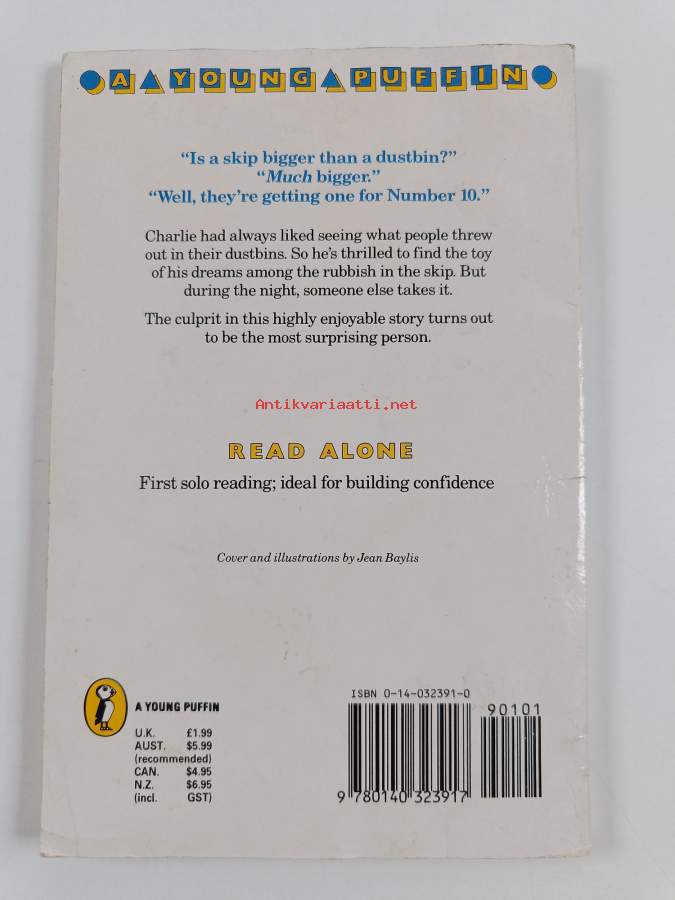 A YOUNG PUFFIN
“Is a skip bigger than a dustbin?”
“Much bigger.”
“Well, they’re getting one for Number 10.”
Charlie had always liked seeing what people threw
out in their dustbins. So he’s thrilled to find the toy
of his dreams among the rubbish in the skip. But
during the night, someone else takes it.
The culprit in this highly enjoyable story turns out
to be the most surprising person.
Antikvariaatti.net
READ ALONE
First solo reading; ideal for building confidence
Cover and illustrations by Jean Baylis
A YOUNG PUFFIN
U.K. £1.99
AUST. $5.99
(recommended)
CAN. $4.95
N.Z. $6.95
(incl. GST)
ISBN 0-14-032391-0
90101
9 780140 323917